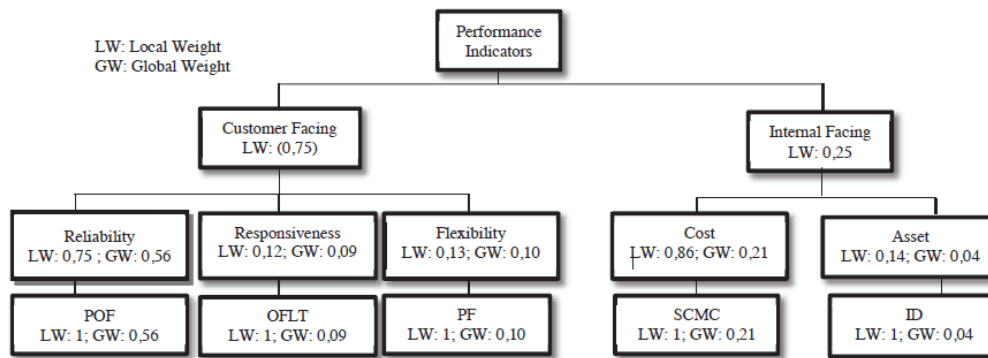 Performance
Indicators
LW: Local Weight
GW: Global Weight
Customer Facing
LW: (0,75)
Internal Facing
LW: 0,25
Reliability
LW: 0,75 ; GW: 0,56
Responsiveness
LW: 0,12; GW: 0,09
Flexibility
LW: 0,13; GW: 0,10
Cost
LW: 0,86; GW: 0,21
Asset
LW: 0,14; GW: 0,04
POF
LW: 1; GW: 0,56
OFLT
LW: 1; GW: 0,09
PF
LW: 1; GW: 0,10
SCMC
LW: 1; GW: 0,21
ID
LW: 1; GW: 0,04